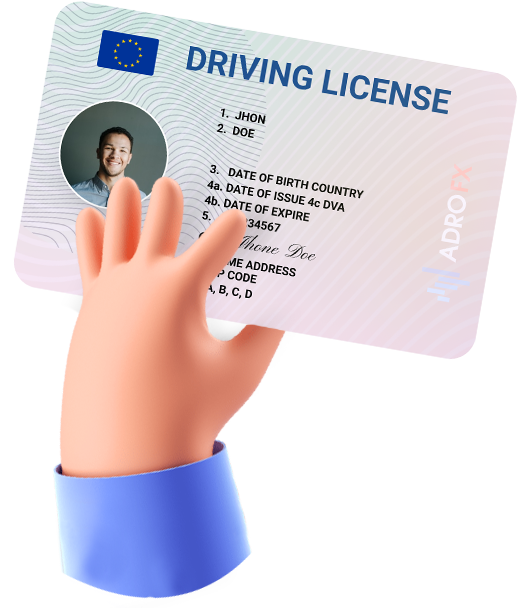 DRIVING LICENSE
1. JHON
2. DOE
3. DATE OF BIRTH COUNTRY
4a. DATE OF ISSUE 4c DVA
4b. DATE OF EXPIRE
5. 34567
Jhone Doe
ME ADDRESS
P CODE
A, B, C, D
ADROFX